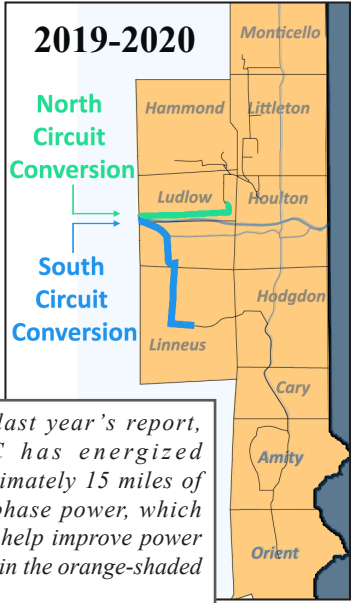 2019-2020
Monticello
North
Circuit
Conversion
Hammond
Littleton
Ludlow
Houlton
South
Circuit
Conversion
Hodgdon
Linneus
Cary
Amity
Orient
last year's report,
C has energized
imately 15 miles of
phase power, which
help improve power
in the orange-shaded